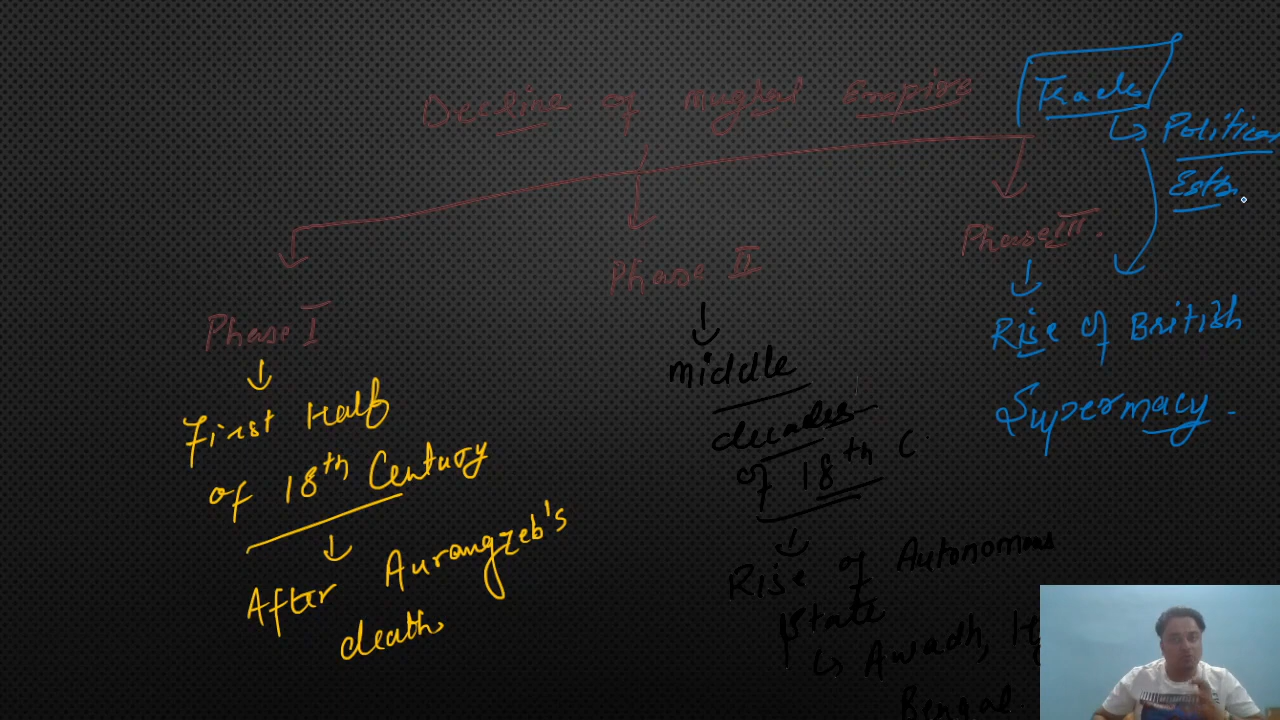 Decline of Mughal Empire
Trade
↳ Political
Estb.
Phase I
First Half
of 18th Century
After Aurangzeb's
death
Phase II
middle
decades
of 18th C
Rise of Autonomous
State
↳ Awadh,
Bengal
Phase III.
Rise of British
Supermacy.